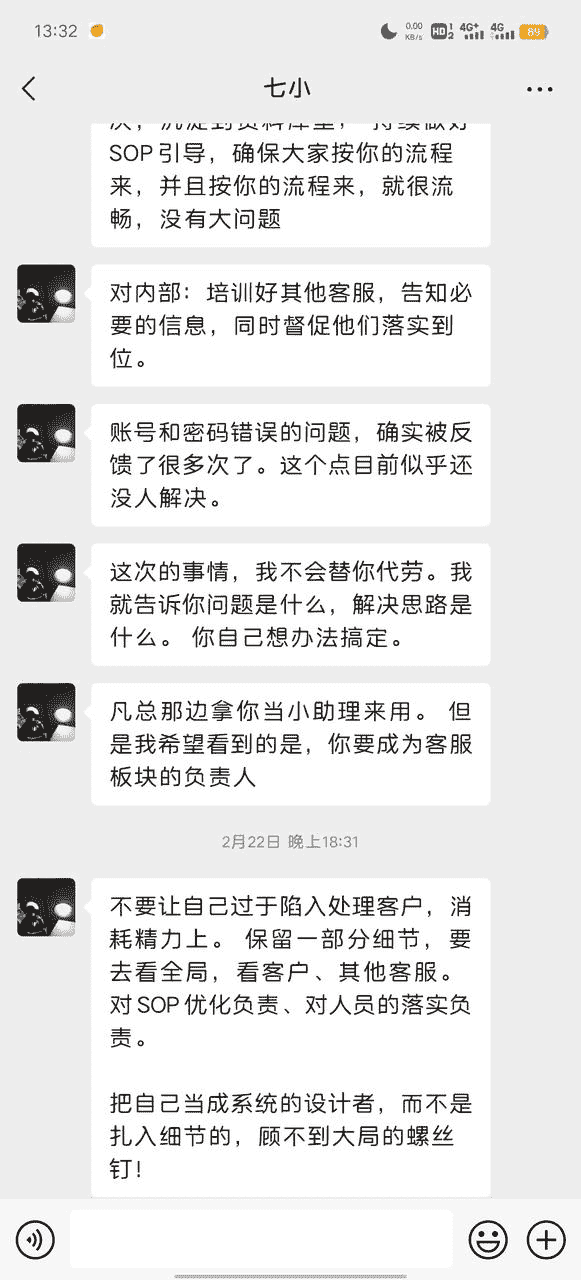 13:32
0.00
KB/s
HD 1
2
4G+
4G
69
七小
SOP引导，确保大家按你的流程
来，并且按你的流程来，就很流
畅，没有大问题
对内部：培训好其他客服，告知必
要的信息，同时督促他们落实到
位。
账号和密码错误的问题，确实被反
馈了很多次了。这个点目前似乎还
没人解决。
这次的事情，我不会替你代劳。我
就告诉你问题是什么，解决思路是
什么。 你自己想办法搞定。
凡总那边拿你当小助理来用。 但
是我希望看到的是，你要成为客服
板块的负责人
2月22日 晚上18:31
不要让自己过于陷入处理客户，消
耗精力上。 保留一部分细节，要
去看全局，看客户、其他客服。
对SOP优化负责、对人员的落实负
责。
把自己当成系统的设计者，而不是
扎入细节的，顾不到大局的螺丝
钉！